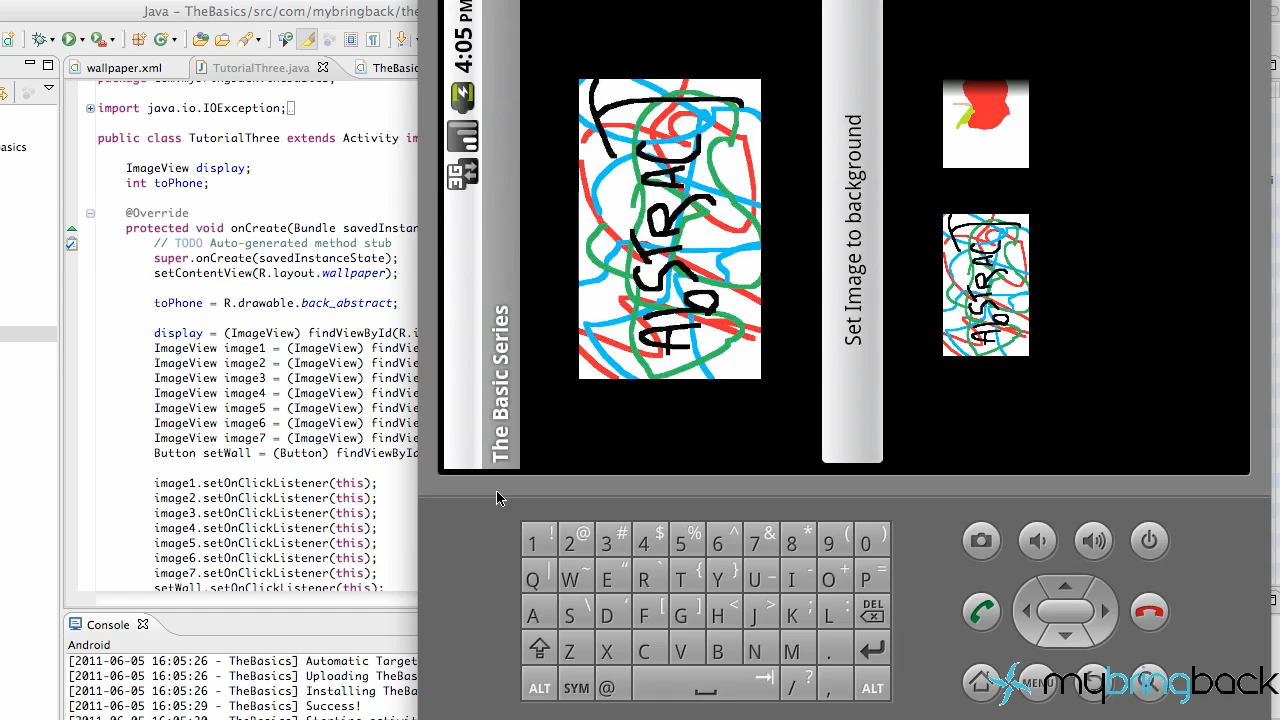 Java - TheBasics/src/com/mybringback/the
wallpaper.xml
TutorialThree.java
TheBasic
import java.io.IOException;
public class TutorialThree extends Activity im
ImageView display;
int toPhone;
@Override
protected void onCreate(Bundle savedInstan
// TODO Auto-generated method stub
super.onCreate(savedInstanceState);
setContentView(R.layout.wallpaper);
toPhone = R.drawable.back_abstract;
display = (ImageView) findViewById(R.i
ImageView image1 = (ImageView) findVie
ImageView image2 = (ImageView) findVie
ImageView image3 = (ImageView) findVie
ImageView image4 = (ImageView) findVie
ImageView image5 = (ImageView) findVie
ImageView image6 = (ImageView) findVie
ImageView image7 = (ImageView) findVie
Button setWall = (Button) findViewById
image1.setOnClickListener(this);
image2.setOnClickListener(this);
image3.setOnClickListener(this);
image4.setOnClickListener(this);
image5.setOnClickListener(this);
image6.setOnClickListener(this);
image7.setOnClickListener(this);
setWall.setOnClickListener(this);
asics
Console
Android
[2011-06-05 16:05:26 - TheBasics] Automatic Target
[2011-06-05 16:05:26 - TheBasics] Uploading TheBas
[2011-06-05 16:05:26 - TheBasics] Installing TheBas
[2011-06-05 16:05:29 - TheBasics] Success!
3G
4:05 PM
The Basic Series
AbSTRACT
Set Image to background
AbSTRACT
1 ! 2 @ 3 # 4 $ 5 % 6 ^ 7 & 8 * 9 ( 0 )
Q | W ~ E " R ` T { Y } U _ I - O + P =
A S \ D ' F [ G ] H < J > K ; L : DEL
Z X C V B N M .
ALT SYM @ / ? , ALT
MENU
mybringback